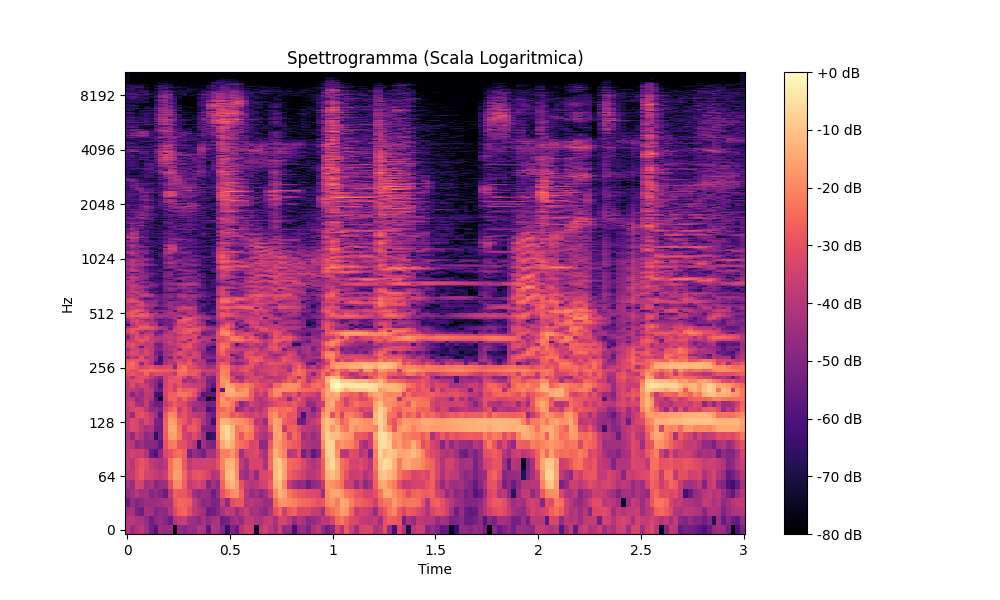 Spettrogramma (Scala Logaritmica)
Hz
8192
4096
2048
1024
512
256
128
64
0
0 0.5 1 1.5 2 2.5 3
Time
+0 dB
-10 dB
-20 dB
-30 dB
-40 dB
-50 dB
-60 dB
-70 dB
-80 dB